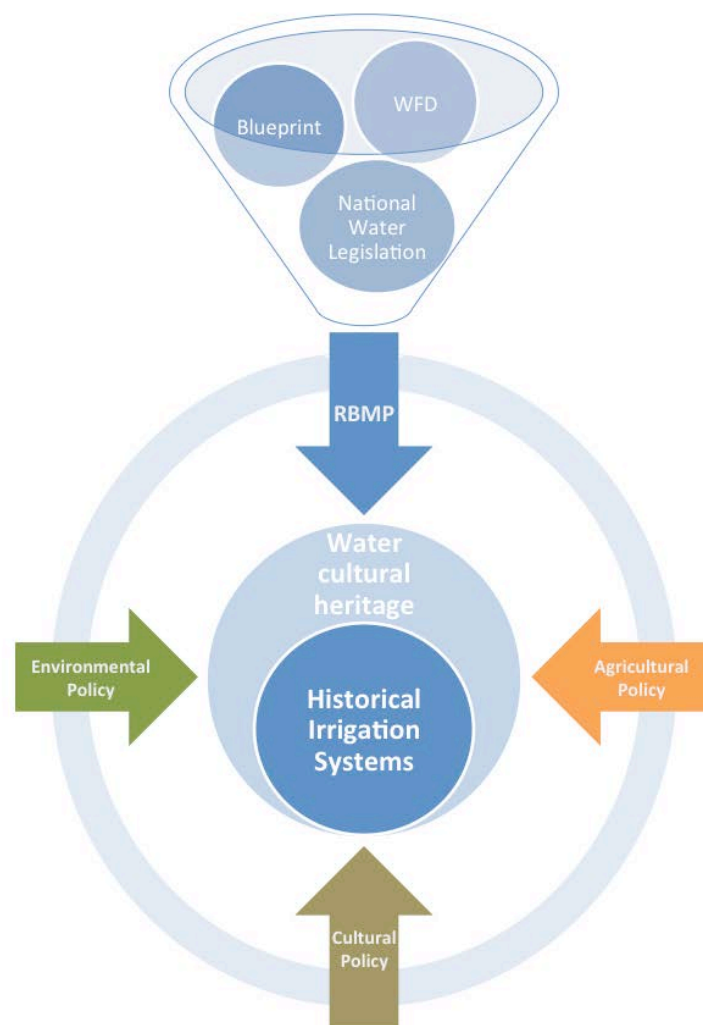 Blueprint
WFD
National
Water
Legislation
RBMP
Water
cultural
heritage
Environmental
Policy
Historical
Irrigation
Systems
Agricultural
Policy
Cultural
Policy